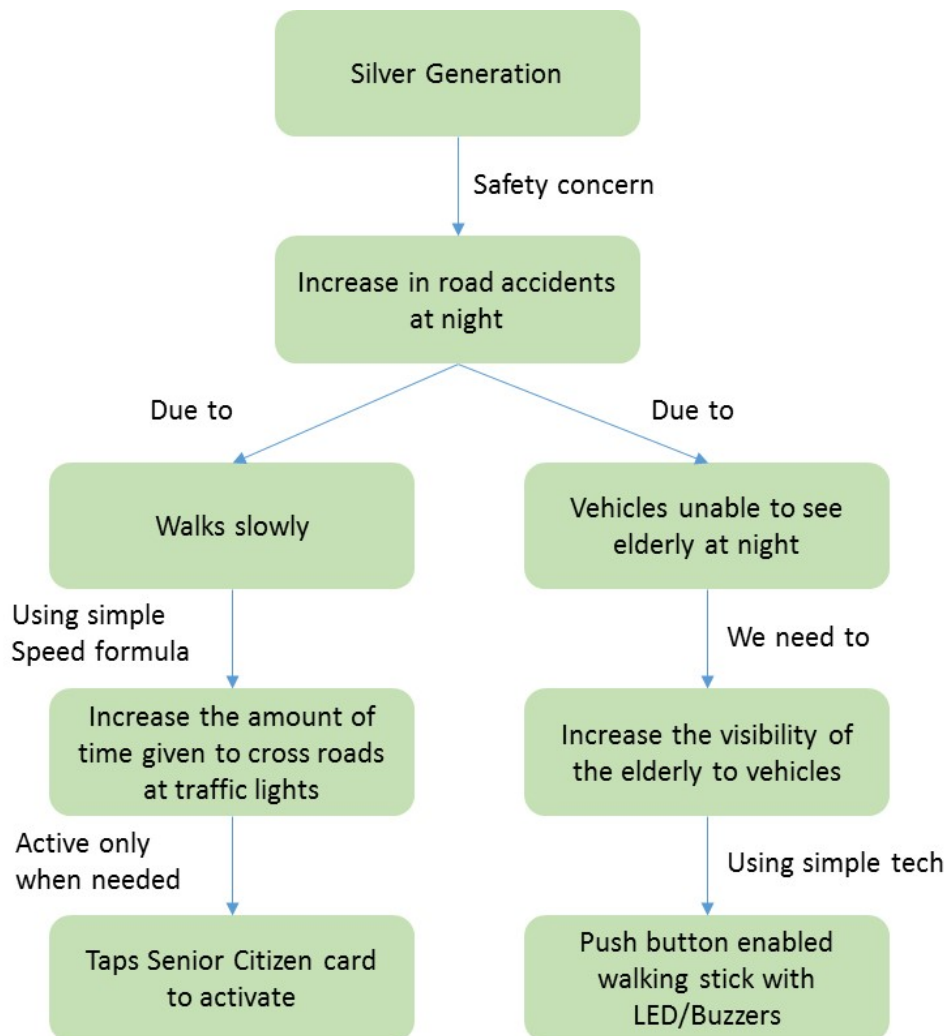 Silver Generation
Safety concern
Increase in road accidents
at night
Due to
Due to
Walks slowly
Vehicles unable to see
elderly at night
Using simple
Speed formula
We need to
Increase the amount of
time given to cross roads
at traffic lights
Increase the visibility of
the elderly to vehicles
Active only
when needed
Using simple tech
Taps Senior Citizen card
to activate
Push button enabled
walking stick with
LED/Buzzers